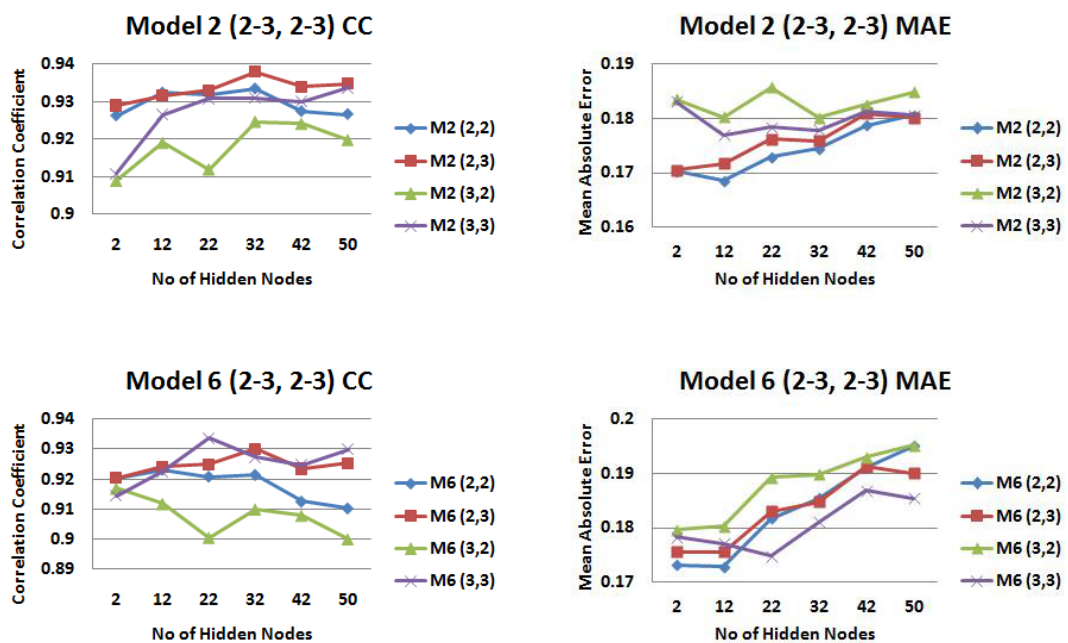 Model 2 (2-3, 2-3) CC
Correlation Coefficient
0.94
0.93
0.92
0.91
0.9
2 12 22 32 42 50
No of Hidden Nodes
M2 (2,2)
M2 (2,3)
M2 (3,2)
M2 (3,3)
Model 2 (2-3, 2-3) MAE
Mean Absolute Error
0.19
0.18
0.17
0.16
2 12 22 32 42 50
No of Hidden Nodes
M2 (2,2)
M2 (2,3)
M2 (3,2)
M2 (3,3)
Model 6 (2-3, 2-3) CC
Correlation Coefficient
0.94
0.93
0.92
0.91
0.9
0.89
2 12 22 32 42 50
No of Hidden Nodes
M6 (2,2)
M6 (2,3)
M6 (3,2)
M6 (3,3)
Model 6 (2-3, 2-3) MAE
Mean Absolute Error
0.2
0.19
0.18
0.17
2 12 22 32 42 50
No of Hidden Nodes
M6 (2,2)
M6 (2,3)
M6 (3,2)
M6 (3,3)